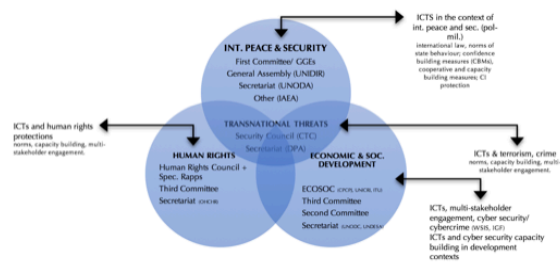 ICTS in the context
of int. peace and sec. (pol-
mil.)
international law, norms of
state behaviour; confidence
building measures (CBMs),
cooperative and capacity
building measures; CI
protection
INT. PEACE & SECURITY
First Committee/ GGEs
General Assembly (UNIDIR)
Secretariat (UNODA)
Other (IAEA)
TRANSNATIONAL THREATS
Security Council (CTC)
Secretariat (DPA)
ICTs and human rights
protections
norms, capacity building, multi-
stakeholder engagement.
HUMAN RIGHTS
Human Rights Council +
Spec. Rapps
Third Committee
Secretariat (OHCHR)
ECONOMIC & SOC.
DEVELOPMENT
ECOSOC (CPCPJ, UNICRI, ITU)
Third Committee
Second Committee
Secretariat (UNODC, UNDESA)
ICTs & terrorism, crime
norms, capacity building, multi-
stakeholder engagement.
ICTs, multi-stakeholder
engagement, cyber security/
cybercrime (WSIS, IGF)
ICTs and cyber security capacity
building in development
contexts